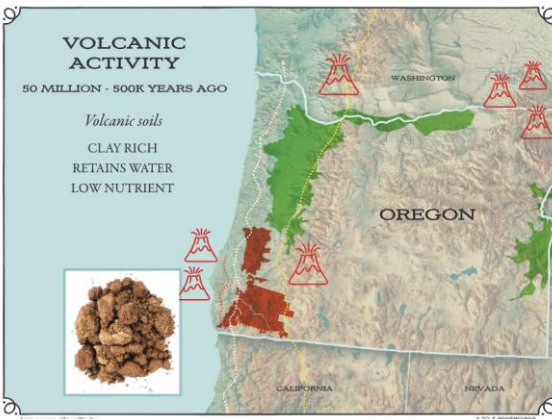 VOLCANIC
ACTIVITY
50 MILLION - 500K YEARS AGO
Volcanic soils
CLAY RICH
RETAINS WATER
LOW NUTRIENT
WASHINGTON
OREGON
CALIFORNIA
NEVADA